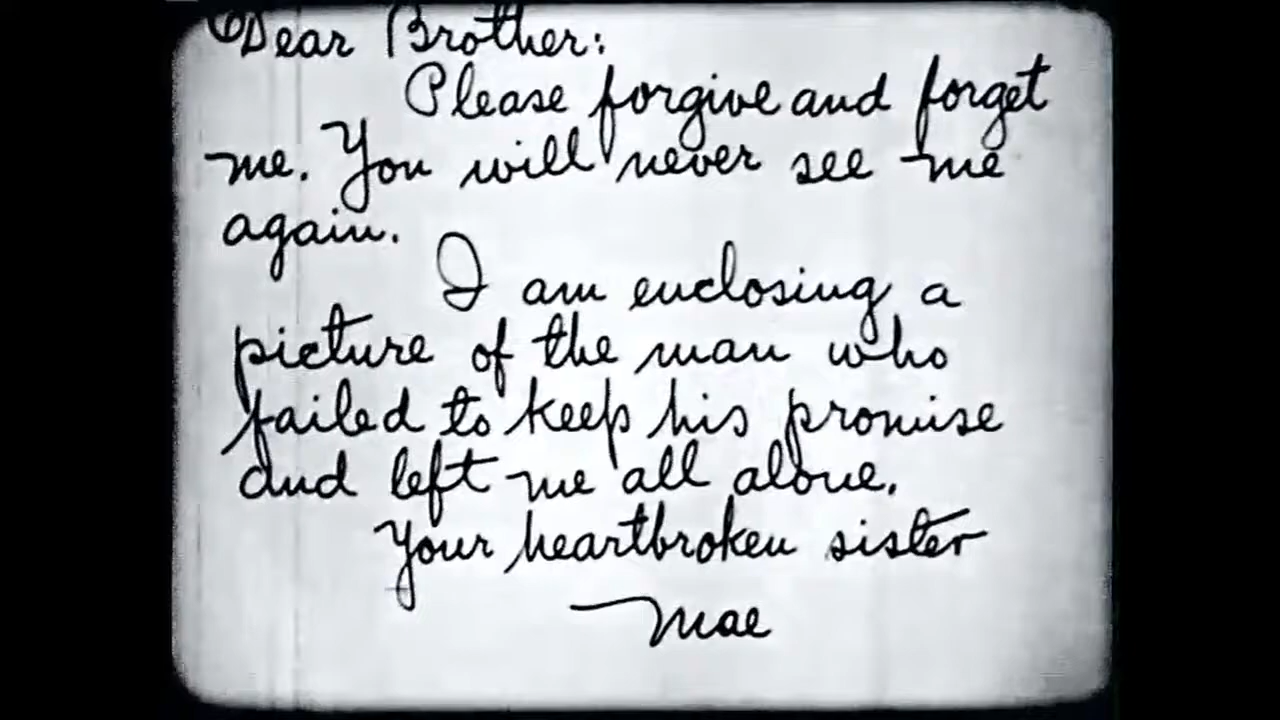 Dear Brother:
Please forgive and forget
me. You will never see me
again.
I am enclosing a
picture of the man who
failed to keep his promise
and left me all alone.
Your heartbroken sister
Mae